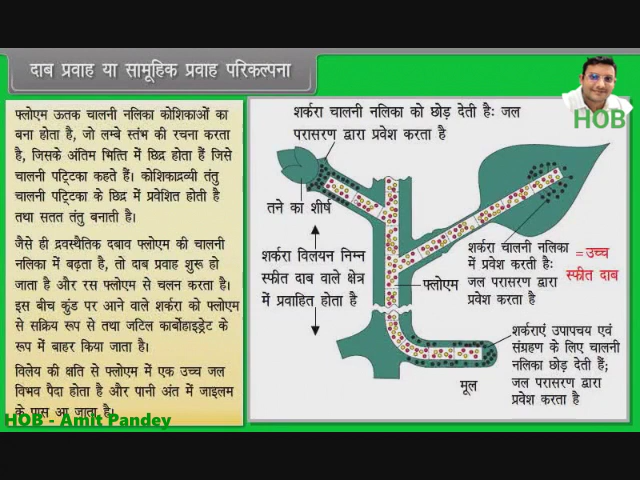 दाब प्रवाह या सामूहिक प्रवाह परिकल्पना
HOB
फ्लोएम ऊतक चालनी नलिका कोशिकाओं का
बना होता है, जो लम्बे स्तंभ की रचना करता
है, जिसके अंतिम भित्ति में छिद्र होता हैं जिसे
चालनी पट्टिका कहते हैं। कोशिकाद्रव्यी तंतु
चालनी पट्टिका के छिद्र में प्रवेशित होती है
तथा सतत तंतु बनाती है।
जैसे ही द्रवस्थैतिक दबाव फ्लोएम की चालनी
नलिका में बढ़ता है, तो दाब प्रवाह शुरू हो
जाता है और रस फ्लोएम से चलन करता है।
इस बीच कुंड पर आने वाले शर्करा को फ्लोएम
से सक्रिय रूप से तथा जटिल कार्बोहाइड्रेट के
रूप में बाहर किया जाता है।
विलेय की क्षति से फ्लोएम में एक उच्च जल
विभव पैदा होता है और पानी अंत में जाइलम
के पास आ जाता है।
HOB - Amit Pandey
शर्करा चालनी नलिका को छोड़ देती हैः जल
परासरण द्वारा प्रवेश करता है
तने का शीर्ष
शर्करा विलयन निम्न
स्फीत दाब वाले क्षेत्र
में प्रवाहित होता है
फ्लोएम
शर्करा चालनी नलिका
में प्रवेश करती हैः
जल परासरण द्वारा
प्रवेश करता है
=उच्च
स्फीत दाब
शर्कराएं उपापचय एवं
संग्रहण के लिए चालनी
नलिका छोड़ देती हैं;
जल परासरण द्वारा
प्रवेश करता है
मूल